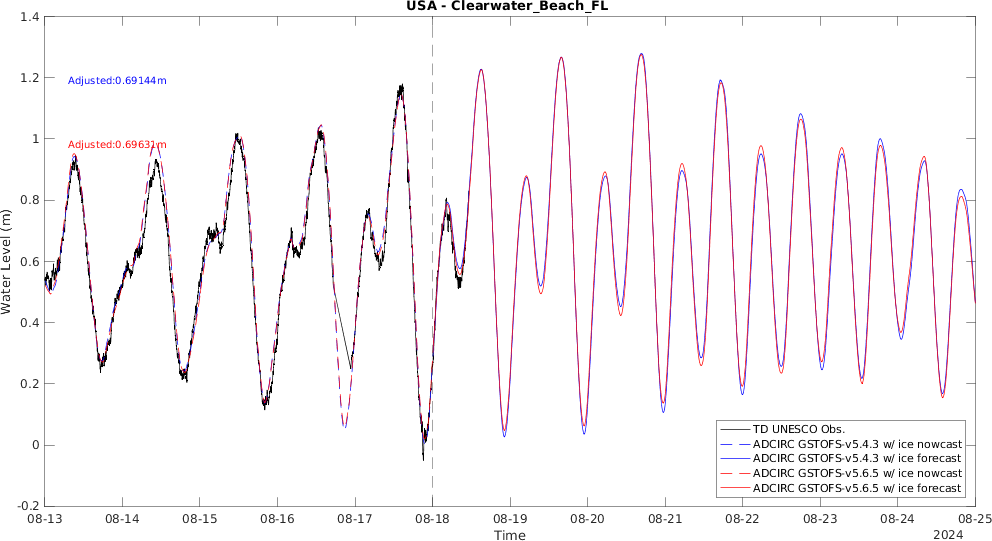 USA - Clearwater_Beach_FL
1.4
1.2
1
0.8
0.6
0.4
0.2
0
-0.2
Water Level (m)
Adjusted:0.69144m
Adjusted:0.69631m
TD UNESCO Obs.
ADCIRC GSTOFS-v5.4.3 w/ ice nowcast
ADCIRC GSTOFS-v5.4.3 w/ ice forecast
ADCIRC GSTOFS-v5.6.5 w/ ice nowcast
ADCIRC GSTOFS-v5.6.5 w/ ice forecast
08-13 08-14 08-15 08-16 08-17 08-18 08-19 08-20 08-21 08-22 08-23 08-24 08-25
Time
2024